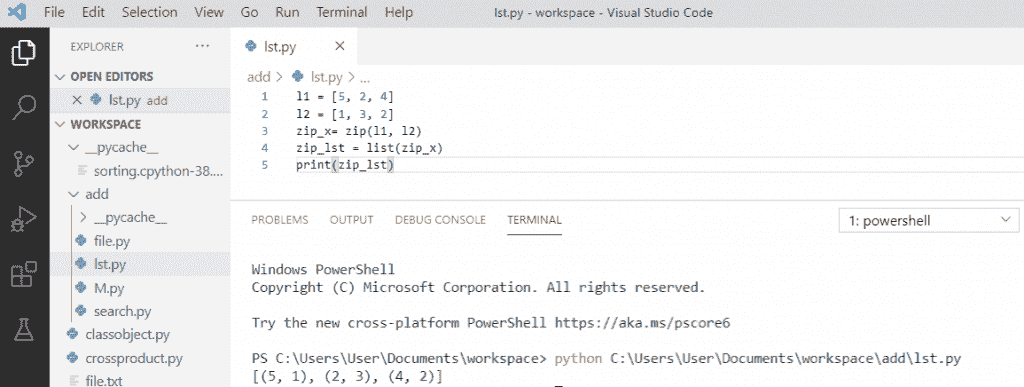 File Edit Selection View Go Run Terminal Help lst.py - workspace - Visual Studio Code
EXPLORER ...
OPEN EDITORS
lst.py add
WORKSPACE
__pycache__
sorting.cpython-38....
add
__pycache__
file.py
lst.py
M.py
search.py
classobject.py
crossproduct.py
file.txt
lst.py
add > lst.py > ...
1 l1 = [5, 2, 4]
2 l2 = [1, 3, 2]
3 zip_x= zip(l1, l2)
4 zip_lst = list(zip_x)
5 print(zip_lst)
PROBLEMS OUTPUT DEBUG CONSOLE TERMINAL 1: powershell
Windows PowerShell
Copyright (C) Microsoft Corporation. All rights reserved.
Try the new cross-platform PowerShell https://aka.ms/pscore6
PS C:\Users\User\Documents\workspace> python C:\Users\User\Documents\workspace\add\lst.py
[(5, 1), (2, 3), (4, 2)]